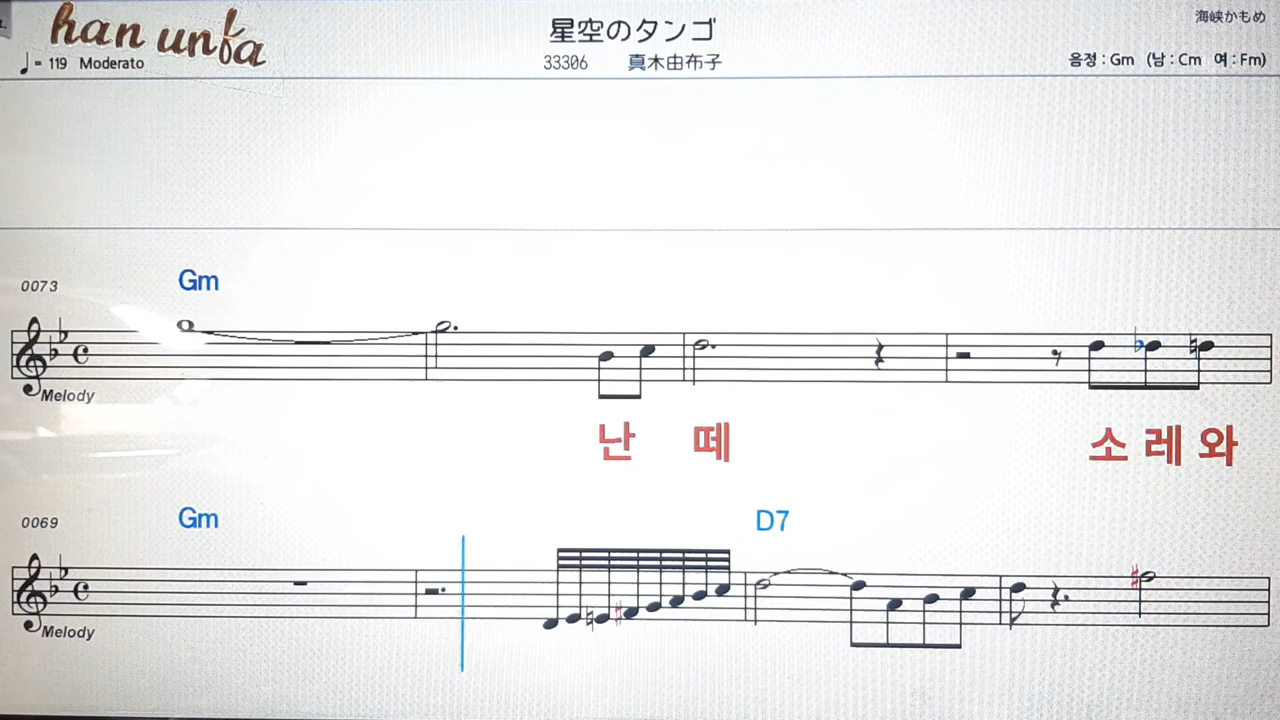 han unfa
星空のタンゴ
海峡かもめ
♩= 119 Moderato
33306 真木由布子
음정 : Gm (남 : Cm 여 : Fm)
0073
Gm
Melody
난 떼 소 레 와
0069
Gm D7
Melody